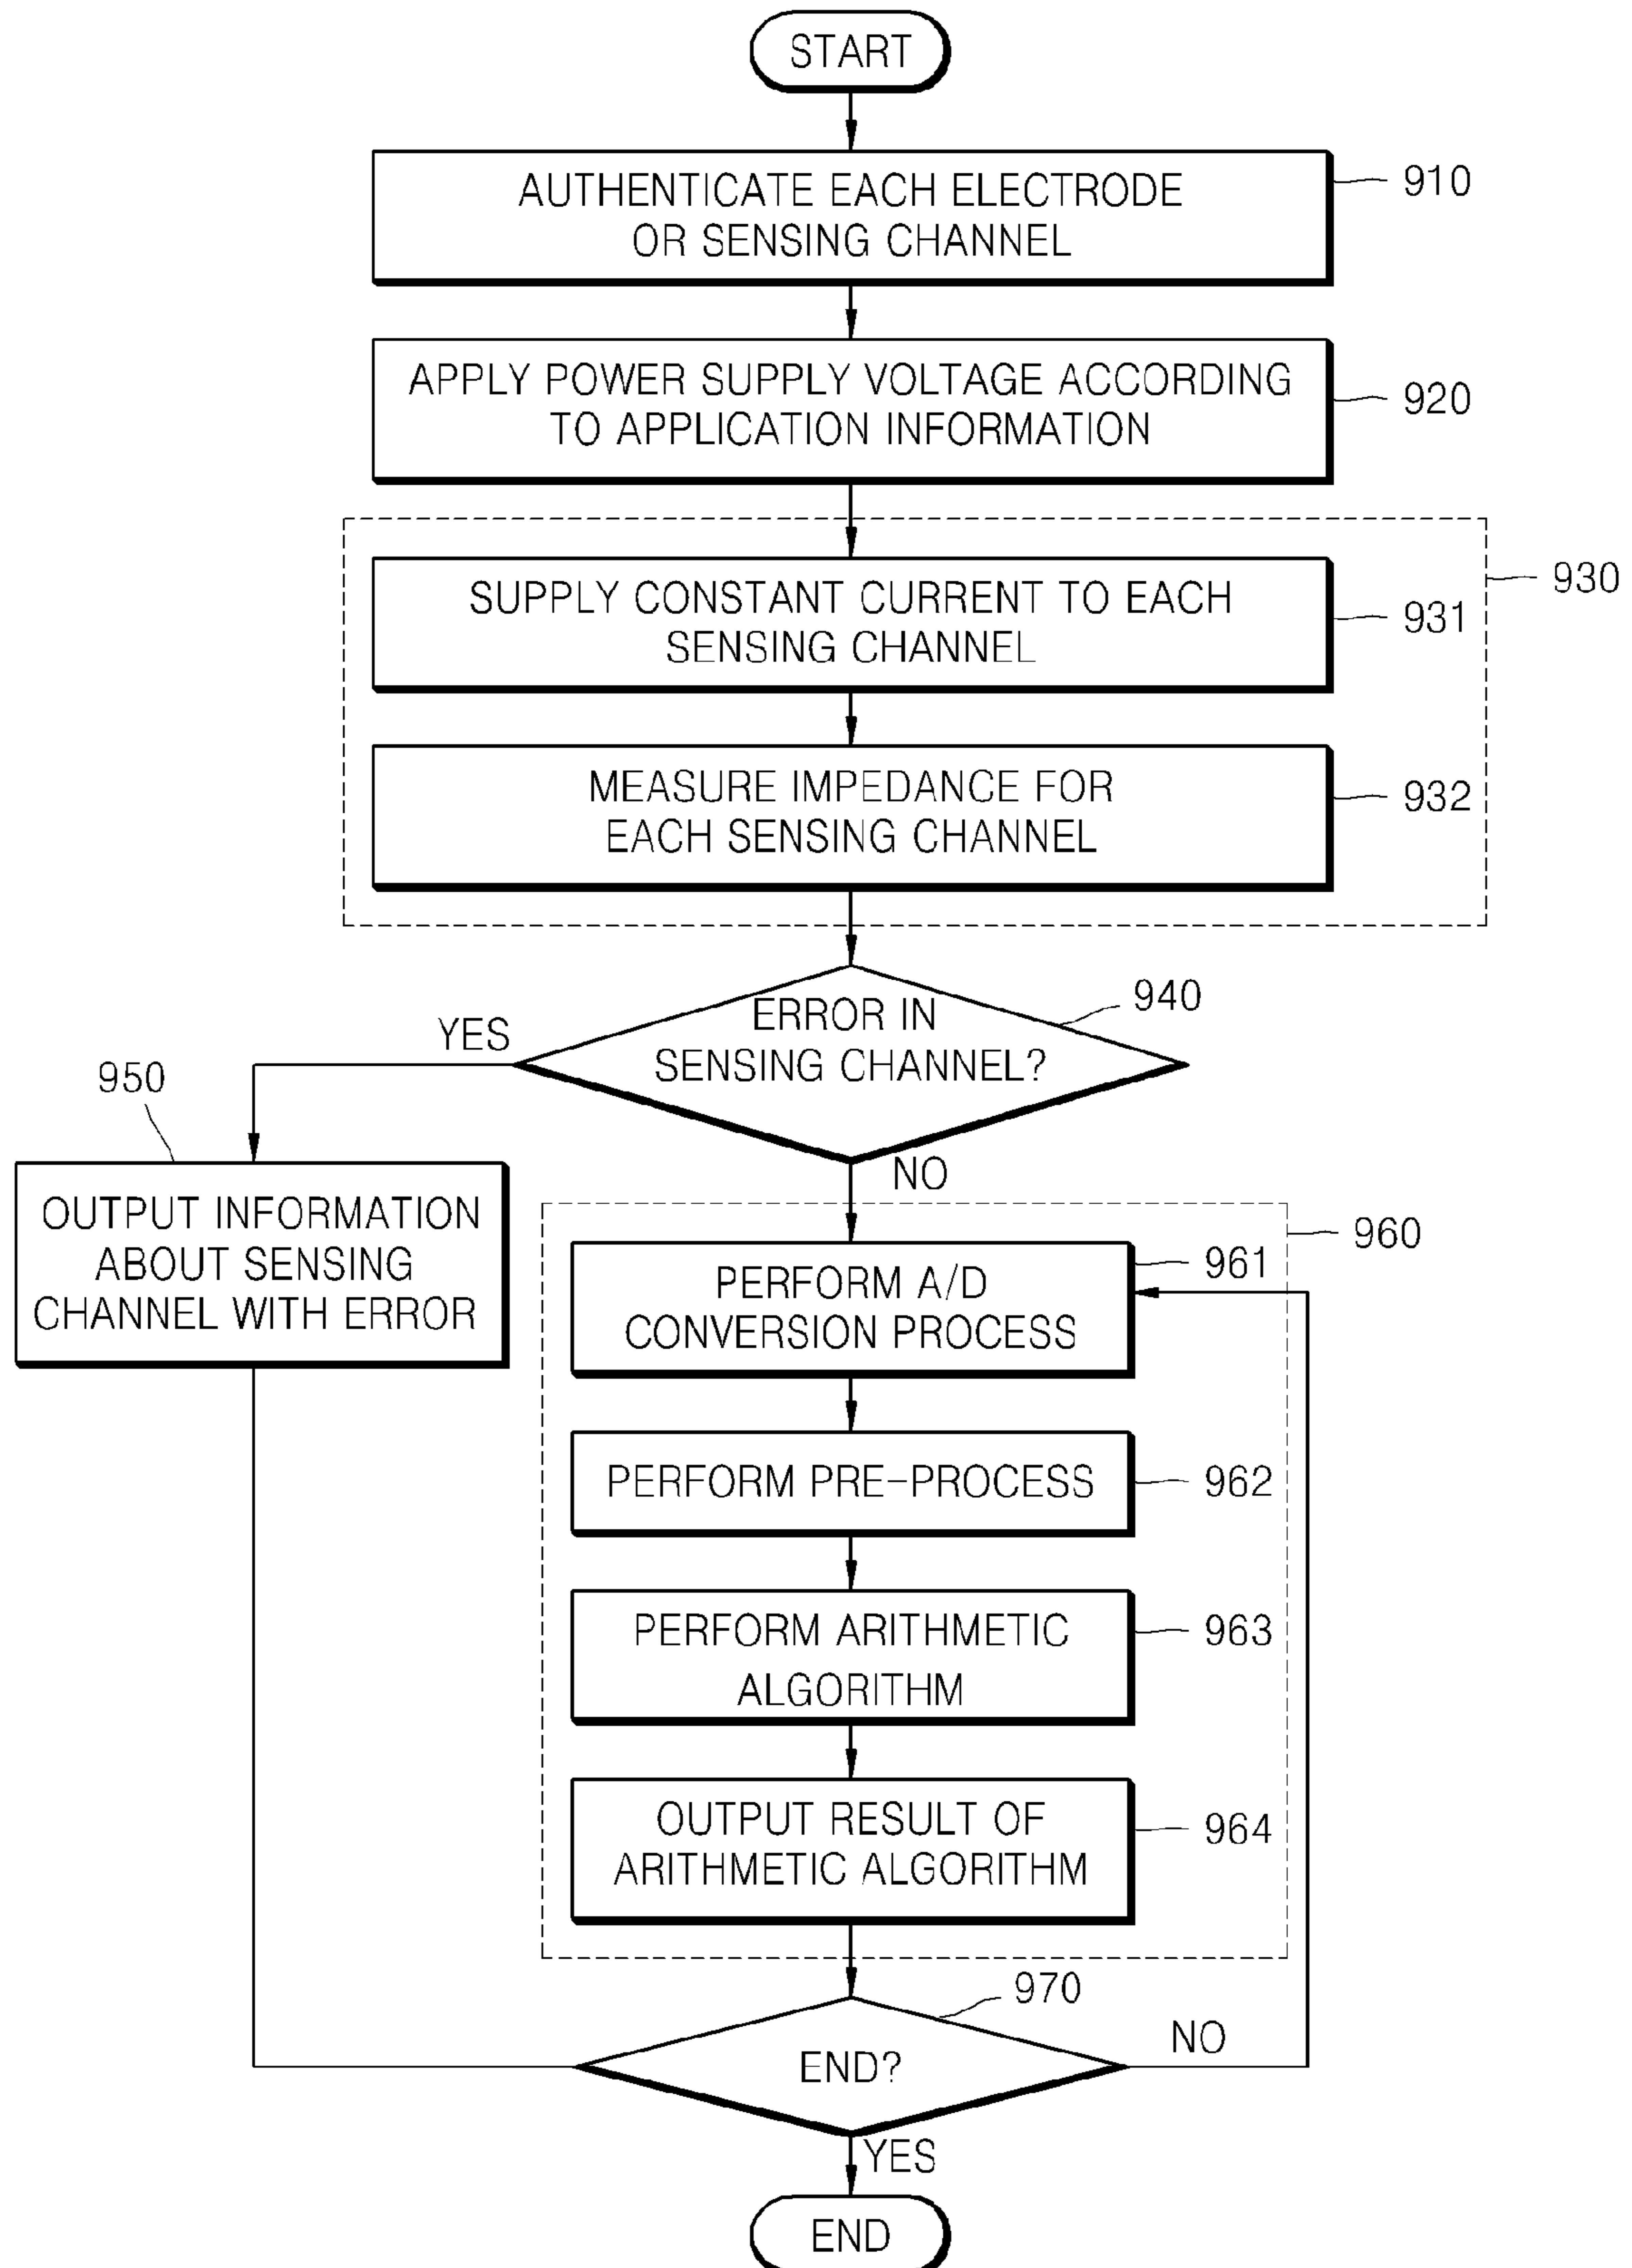 START
AUTHENTICATE EACH ELECTRODE
OR SENSING CHANNEL
910
APPLY POWER SUPPLY VOLTAGE ACCORDING
TO APPLICATION INFORMATION
920
930
SUPPLY CONSTANT CURRENT TO EACH
SENSING CHANNEL
931
MEASURE IMPEDANCE FOR
EACH SENSING CHANNEL
932
ERROR IN
SENSING CHANNEL?
940
YES
950
NO
OUTPUT INFORMATION
ABOUT SENSING
CHANNEL WITH ERROR
960
PERFORM A/D
CONVERSION PROCESS
961
PERFORM PRE-PROCESS
962
PERFORM ARITHMETIC
ALGORITHM
963
OUTPUT RESULT OF
ARITHMETIC ALGORITHM
964
970
END?
NO
YES
END